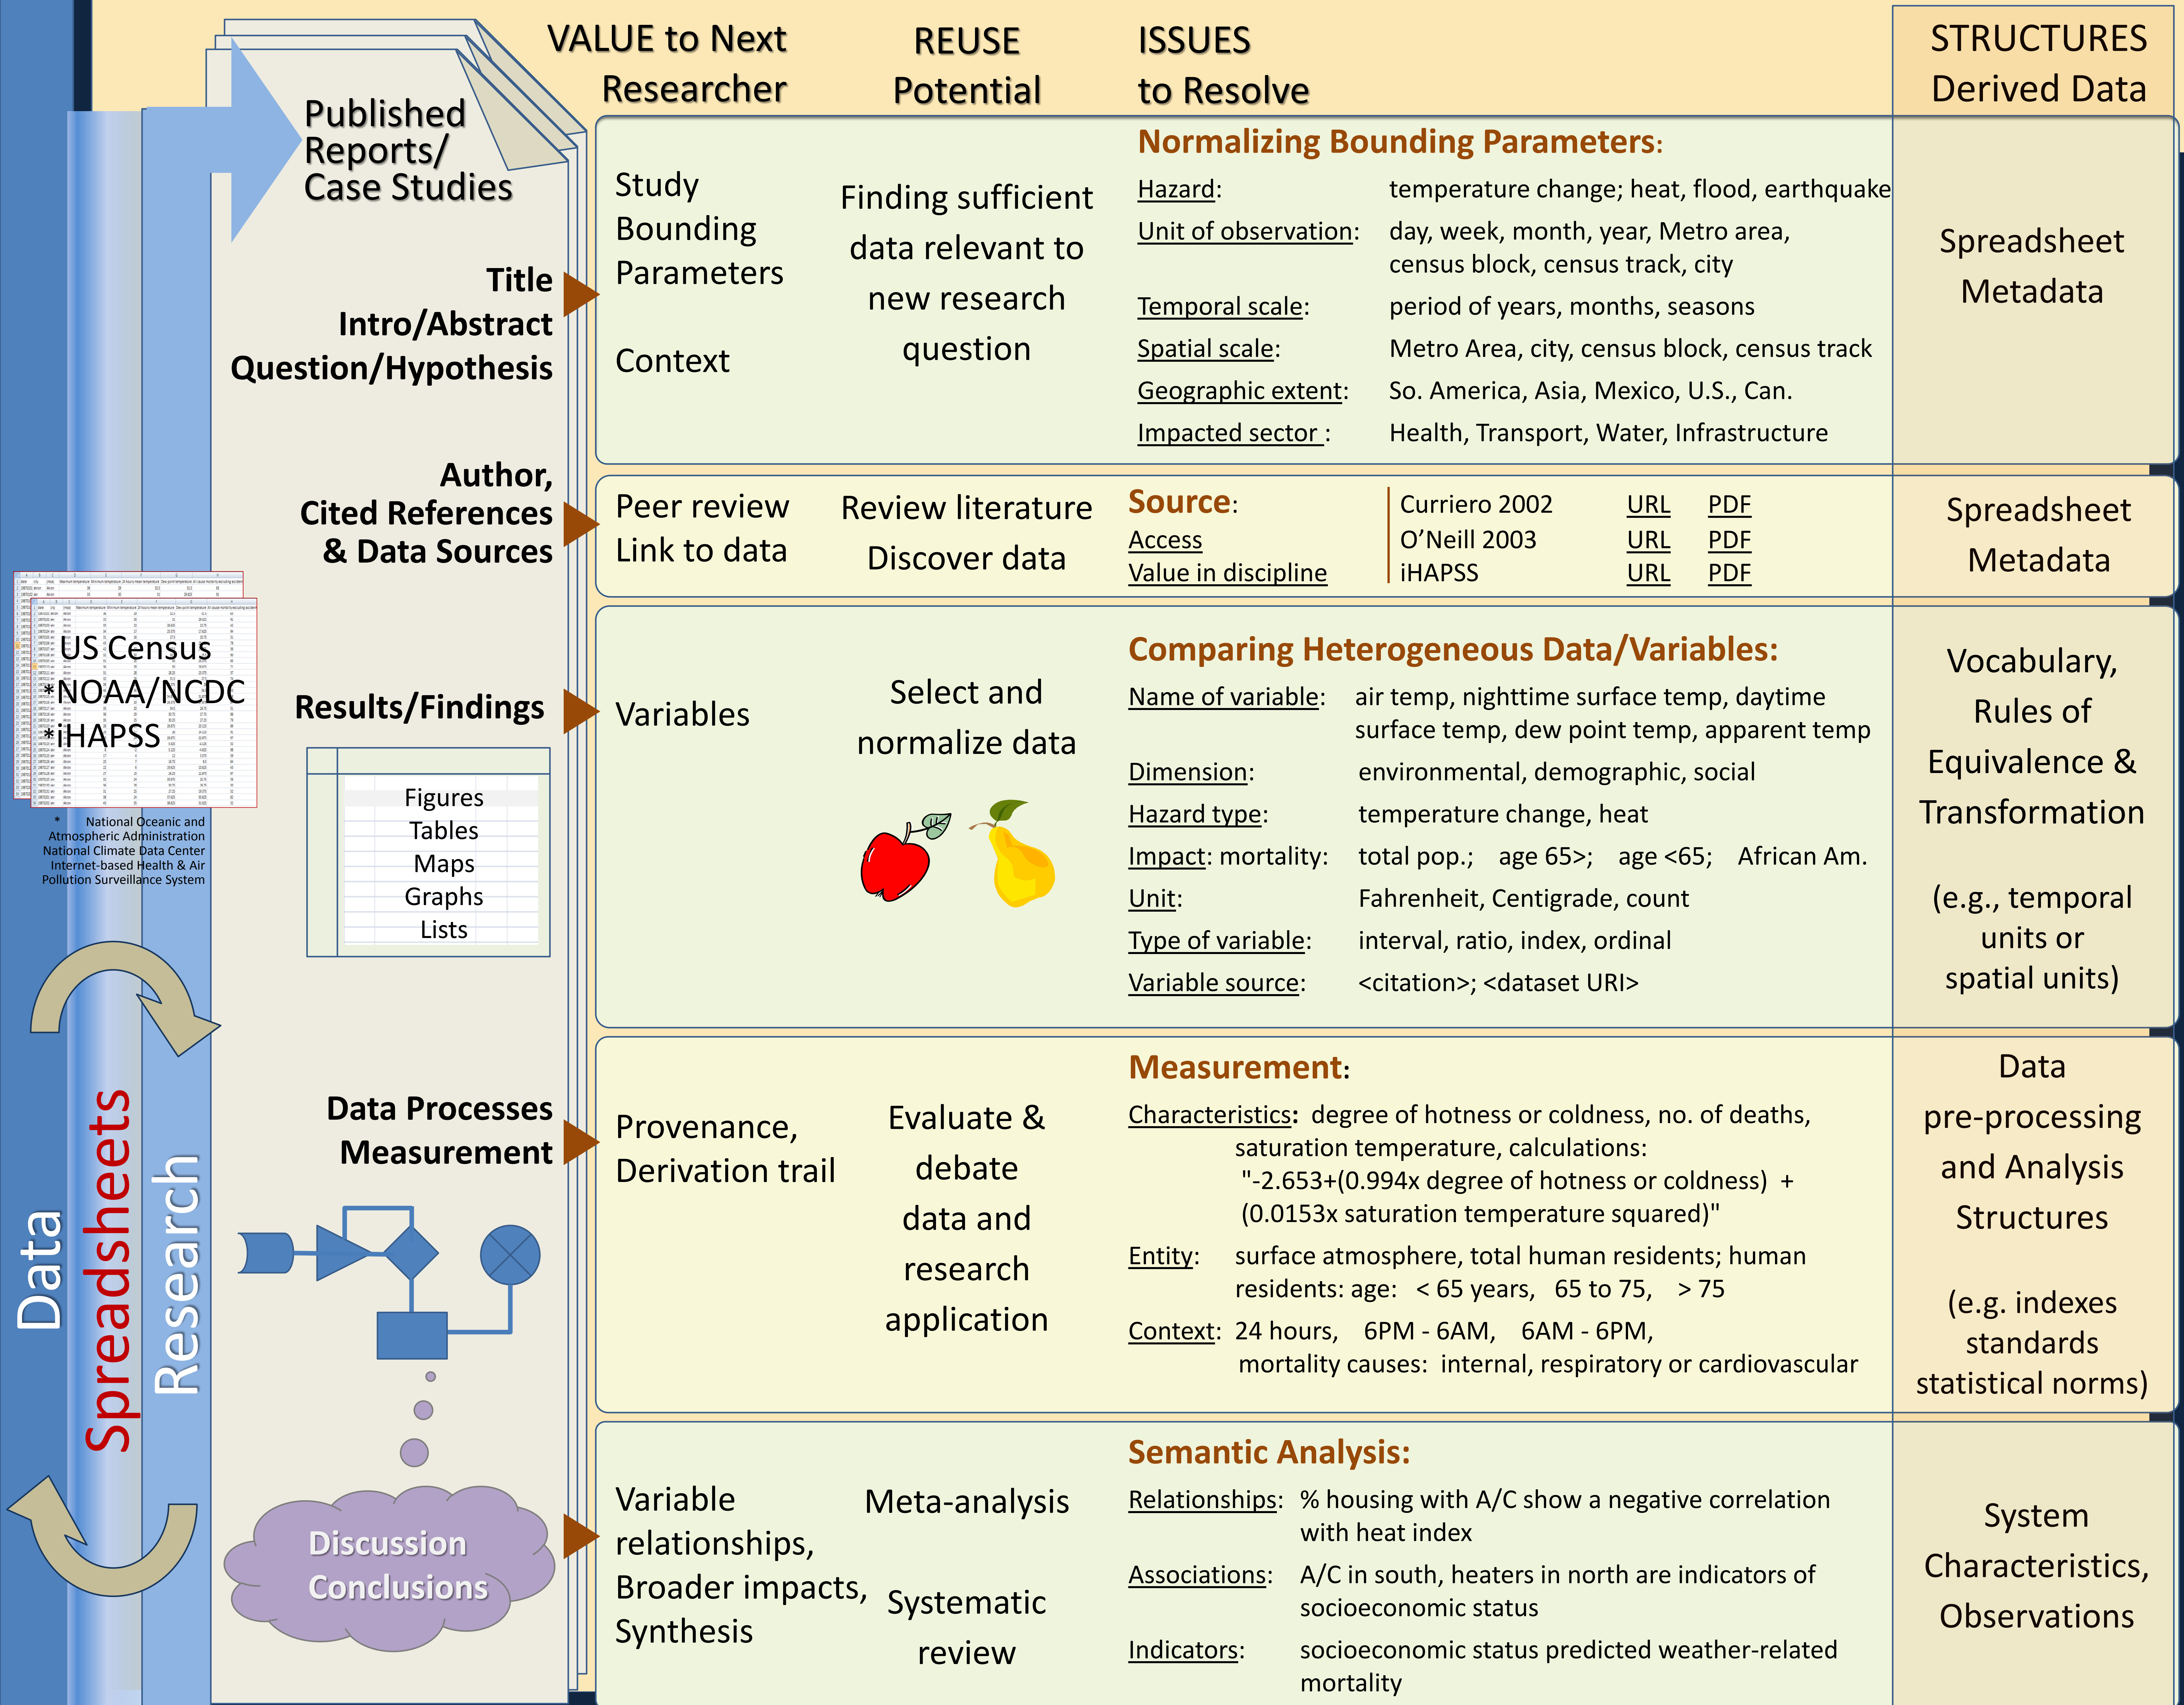 VALUE to Next
Researcher
REUSE
Potential
ISSUES
to Resolve
STRUCTURES
Derived Data
Published
Reports/
Case Studies
Title
Intro/Abstract
Question/Hypothesis
Study
Bounding
Parameters
Context
Finding sufficient
data relevant to
new research
question
Normalizing Bounding Parameters:
Hazard: temperature change; heat, flood, earthquake
Unit of observation: day, week, month, year, Metro area,
census block, census track, city
Temporal scale: period of years, months, seasons
Spatial scale: Metro Area, city, census block, census track
Geographic extent: So. America, Asia, Mexico, U.S., Can.
Impacted sector : Health, Transport, Water, Infrastructure
Spreadsheet
Metadata
Author,
Cited References
& Data Sources
Peer review
Link to data
Review literature
Discover data
Source: Curriero 2002 URL PDF
Access O'Neill 2003 URL PDF
Value in discipline iHAPSS URL PDF
Spreadsheet
Metadata
US Census
*NOAA/NCDC
*iHAPSS
* National Oceanic and
Atmospheric Administration
National Climate Data Center
Internet-based Health & Air
Pollution Surveillance System
Results/Findings
Figures
Tables
Maps
Graphs
Lists
Variables
Select and
normalize data
Comparing Heterogeneous Data/Variables:
Name of variable: air temp, nighttime surface temp, daytime
surface temp, dew point temp, apparent temp
Dimension: environmental, demographic, social
Hazard type: temperature change, heat
Impact: mortality: total pop.; age 65>; age <65; African Am.
Unit: Fahrenheit, Centigrade, count
Type of variable: interval, ratio, index, ordinal
Variable source: <citation>; <dataset URI>
Vocabulary,
Rules of
Equivalence &
Transformation
(e.g., temporal
units or
spatial units)
Data Processes
Measurement
Provenance,
Derivation trail
Evaluate &
debate
data and
research
application
Measurement:
Characteristics: degree of hotness or coldness, no. of deaths,
saturation temperature, calculations:
"-2.653+(0.994x degree of hotness or coldness) +
(0.0153x saturation temperature squared)"
Entity: surface atmosphere, total human residents; human
residents: age: < 65 years, 65 to 75, > 75
Context: 24 hours, 6PM - 6AM, 6AM - 6PM,
mortality causes: internal, respiratory or cardiovascular
Data
pre-processing
and Analysis
Structures
(e.g. indexes
standards
statistical norms)
Data
Spreadsheets
Research
Discussion
Conclusions
Variable
relationships,
Broader impacts,
Synthesis
Meta-analysis
Systematic
review
Semantic Analysis:
Relationships: % housing with A/C show a negative correlation
with heat index
Associations: A/C in south, heaters in north are indicators of
socioeconomic status
Indicators: socioeconomic status predicted weather-related
mortality
System
Characteristics,
Observations